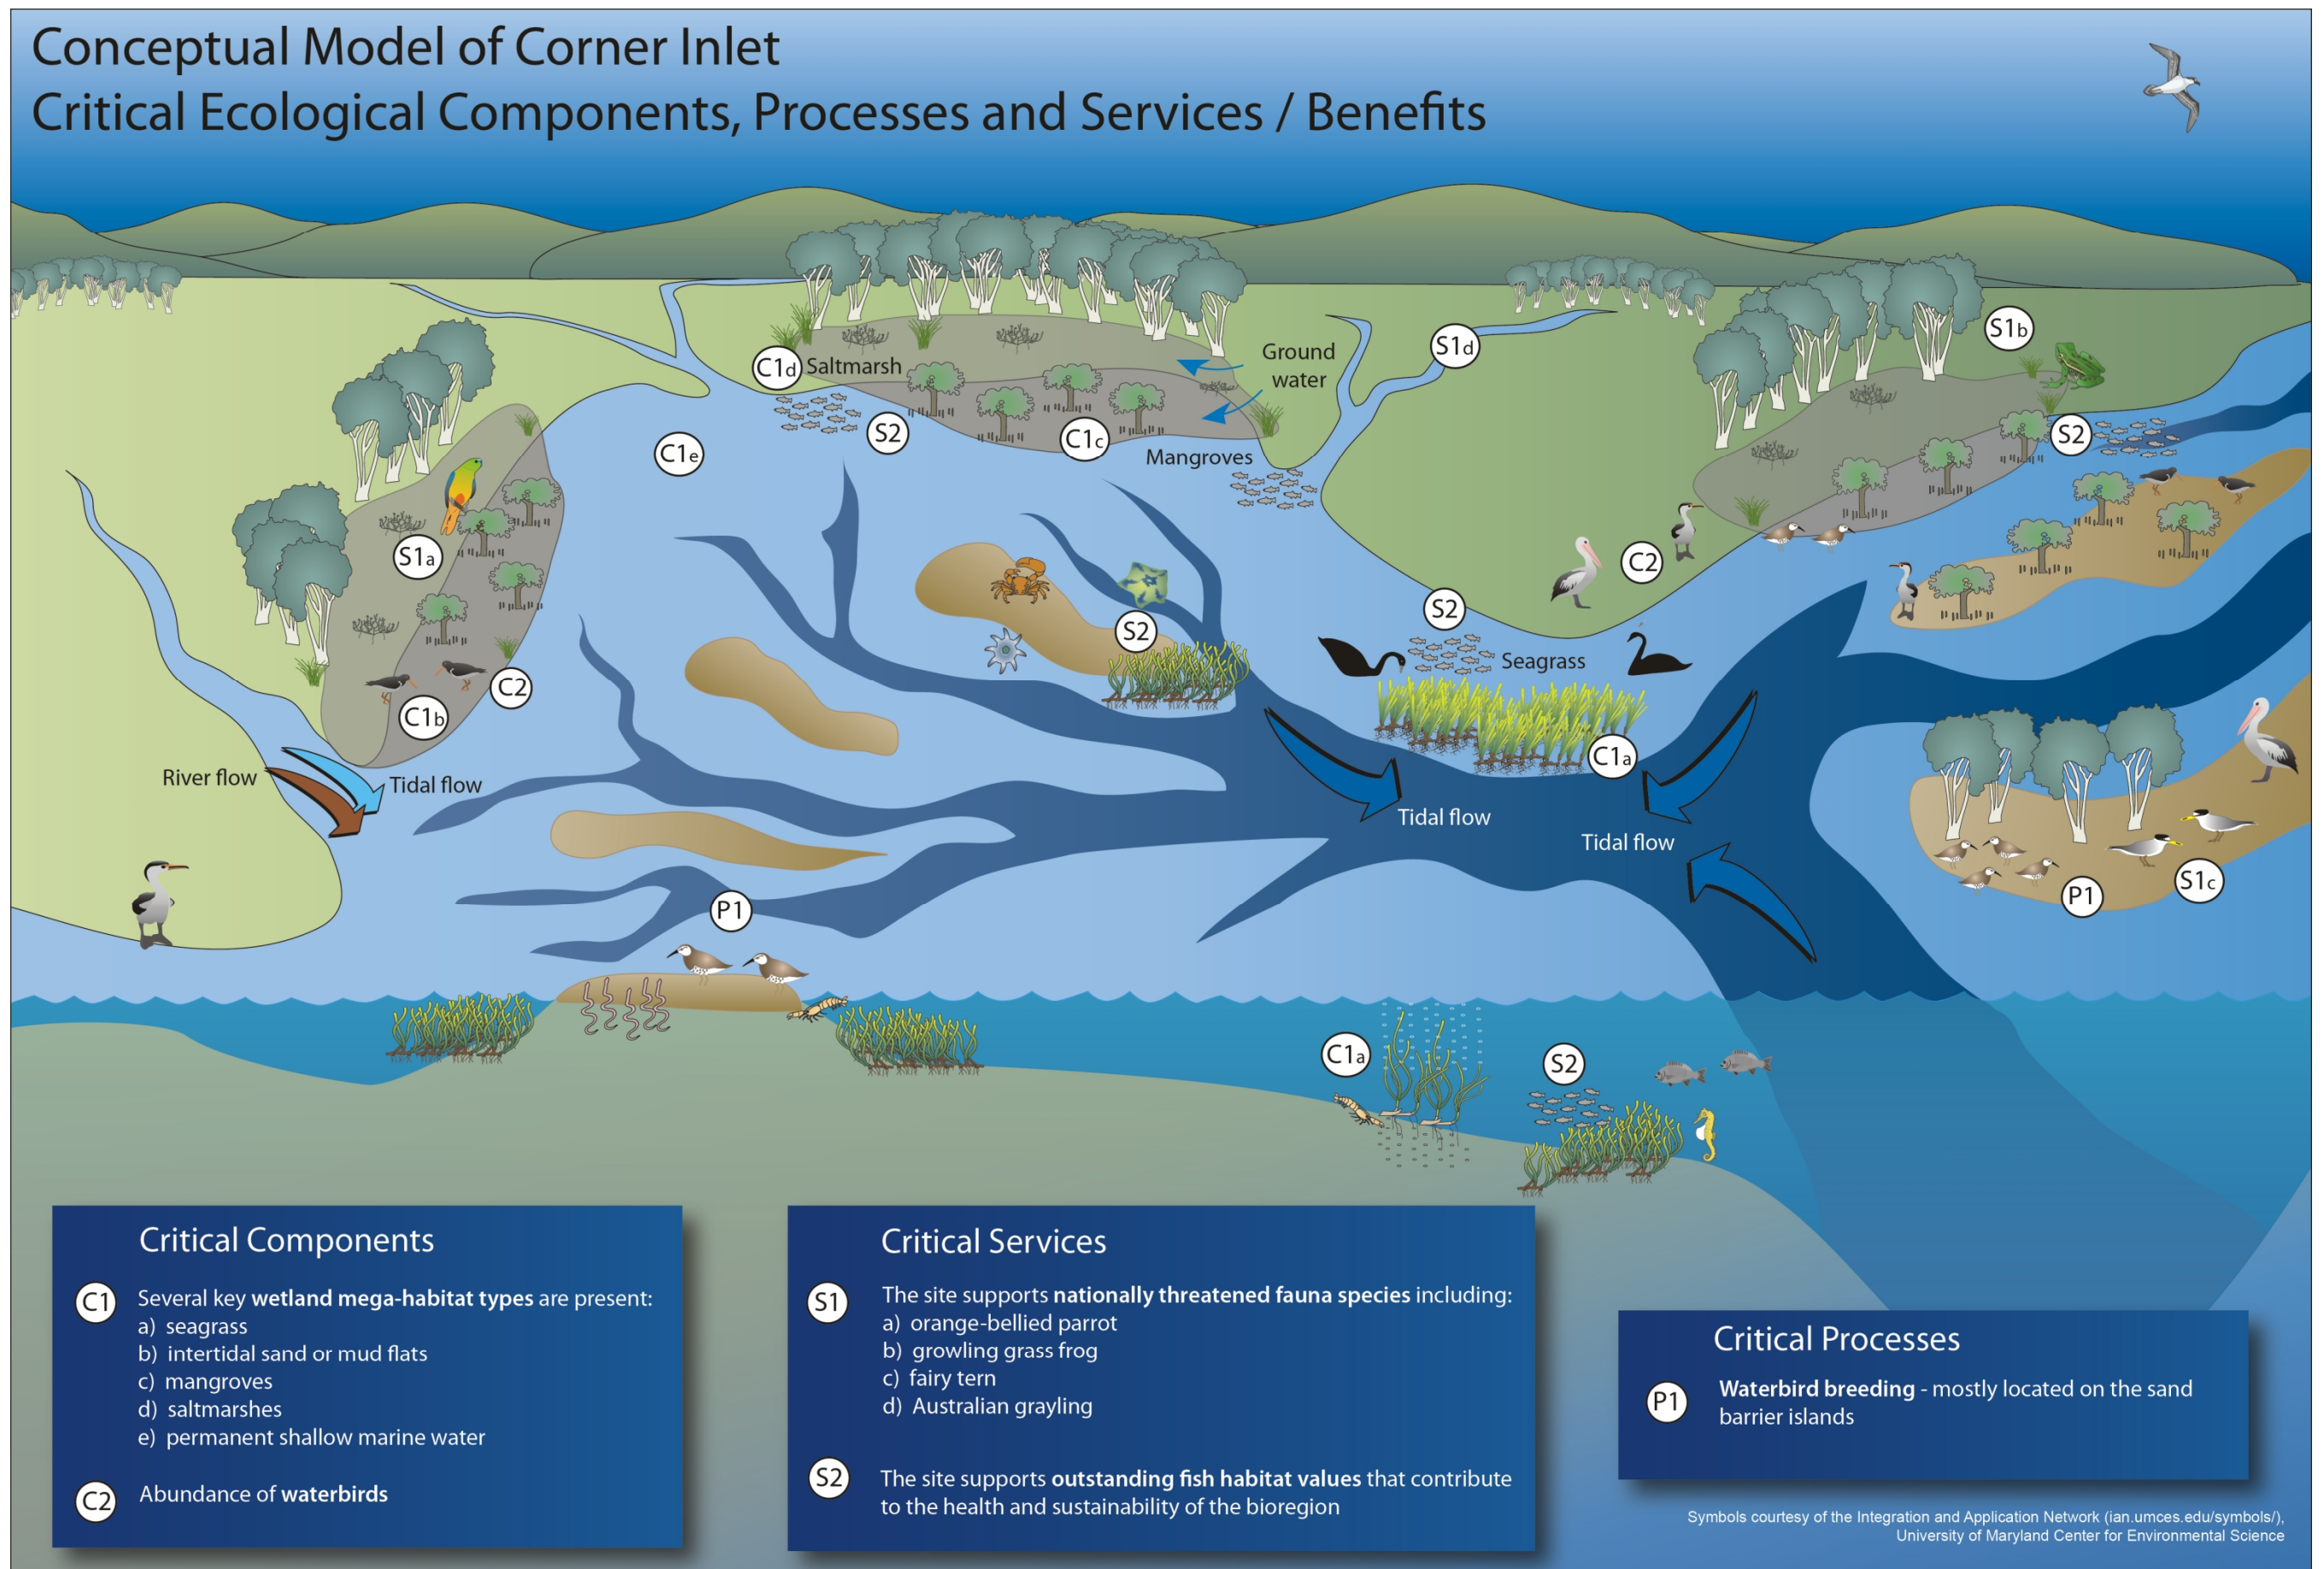 Conceptual Model of Corner Inlet
Critical Ecological Components, Processes and Services / Benefits
S1b
S1d
Ground
water
C1d
Saltmarsh
S2
C1c
S2
C1e
Mangroves
S1a
C2
S2
S2
Seagrass
C2
C1b
C1a
River flow
Tidal flow
Tidal flow
Tidal flow
P1
S1c
P1
C1a
S2
Critical Components
C1
Several key wetland mega-habitat types are present:
a) seagrass
b) intertidal sand or mud flats
c) mangroves
d) saltmarshes
e) permanent shallow marine water
C2
Abundance of waterbirds
Critical Services
S1
The site supports nationally threatened fauna species including:
a) orange-bellied parrot
b) growling grass frog
c) fairy tern
d) Australian grayling
S2
The site supports outstanding fish habitat values that contribute
to the health and sustainability of the bioregion
Critical Processes
P1
Waterbird breeding - mostly located on the sand
barrier islands
Symbols courtesy of the Integration and Application Network (ian.umces.edu/symbols/),
University of Maryland Center for Environmental Science